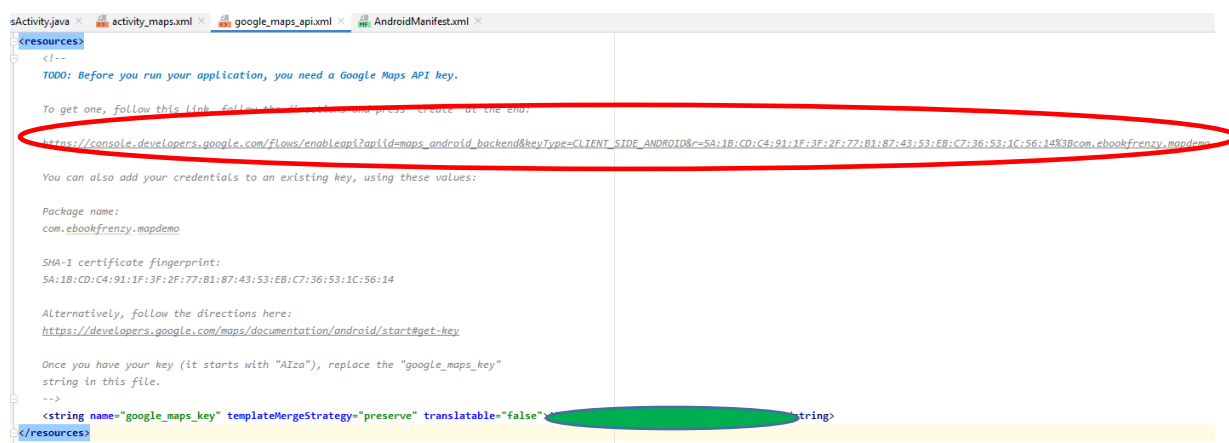 sActivity.java × activity_maps.xml × google_maps_api.xml × AndroidManifest.xml ×
<resources>
<!--
TODO: Before you run your application, you need a Google Maps API key.
To get one, follow this link, follow the directions and press "Create" at the end:
https://console.developers.google.com/flows/enableapi?apiid=maps_android_backend&keyType=CLIENT_SIDE_ANDROID&r=5A:1B:CD:C4:91:1F:3F:2F:77:B1:87:43:53:EB:C7:36:53:1C:56:14%3Bcom.ebookfrenzy.mapdemo
You can also add your credentials to an existing key, using these values:
Package name:
com.ebookfrenzy.mapdemo
SHA-1 certificate fingerprint:
5A:1B:CD:C4:91:1F:3F:2F:77:B1:87:43:53:EB:C7:36:53:1C:56:14
Alternatively, follow the directions here:
https://developers.google.com/maps/documentation/android/start#get-key
Once you have your key (it starts with "AIza"), replace the "google_maps_key"
string in this file.
-->
<string name="google_maps_key" templateMergeStrategy="preserve" translatable="false"> string>
</resources>